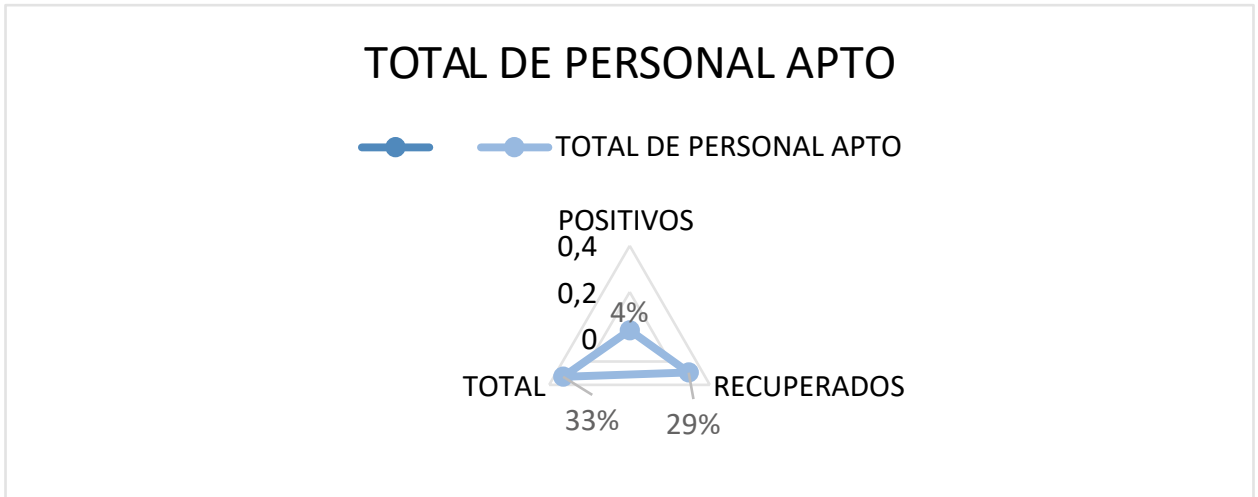 TOTAL DE PERSONAL APTO
TOTAL DE PERSONAL APTO
POSITIVOS
0,4
0,2
4%
0
TOTAL
RECUPERADOS
33%
29%